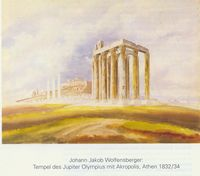 Johann Jakob Wolfensberger:
Tempel des Jupiter Olympius mit Akropolis, Athen 1832/34